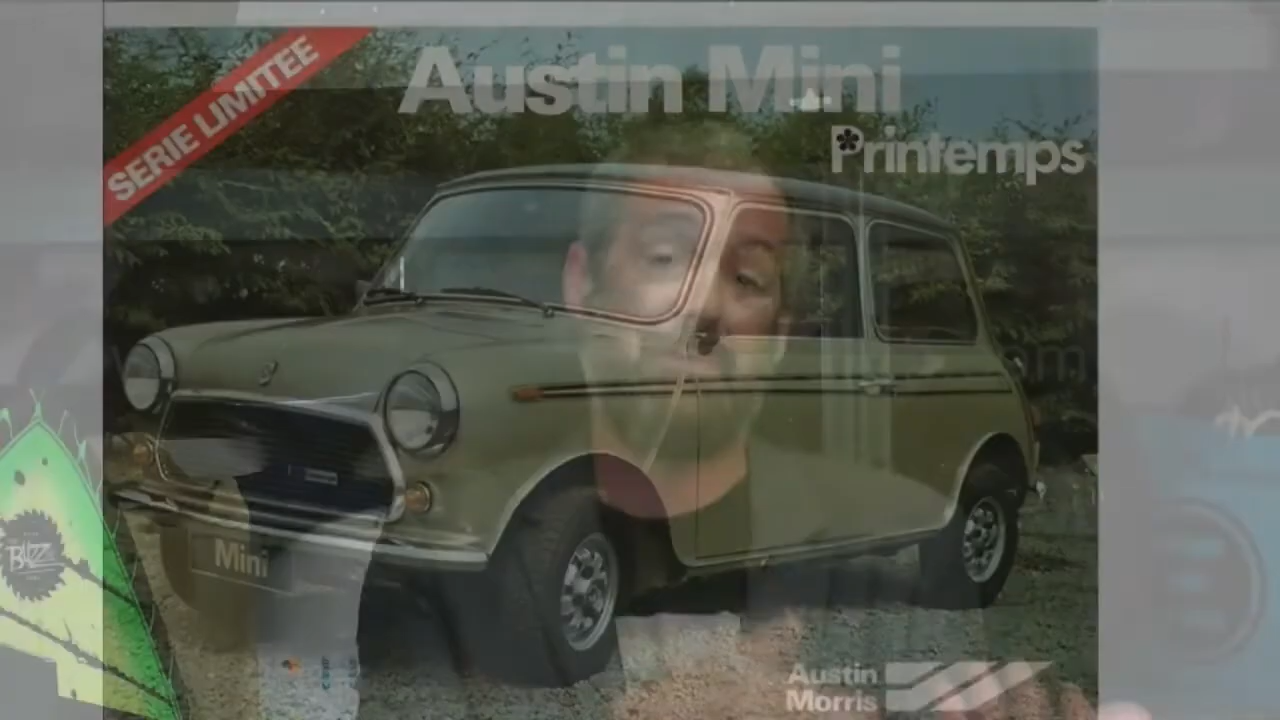 SERIE LIMITEE
Austin Mini
Printemps
Mini
Austin
Morris